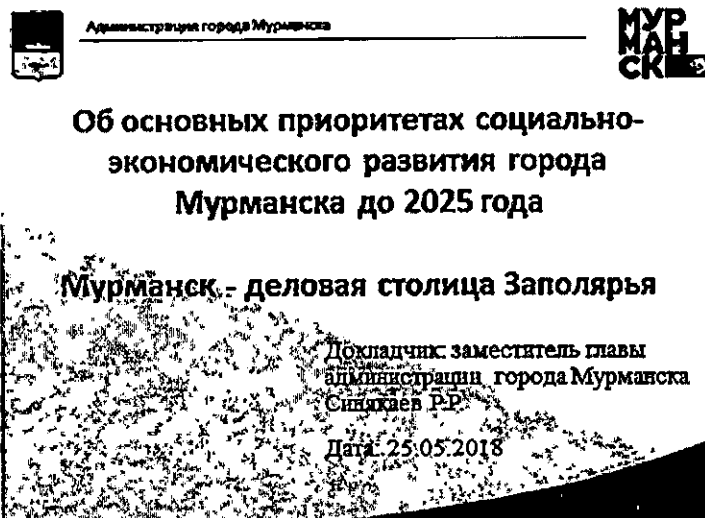 Администрация города Мурманска
МУР
МАН
СК
Об основных приоритетах социально-
экономического развития города
Мурманска до 2025 года
Мурманск - деловая столица Заполярья
Докладчик: заместитель главы
администрации города Мурманска
Синякаев Р.Р.
Дата: 25.05.2018